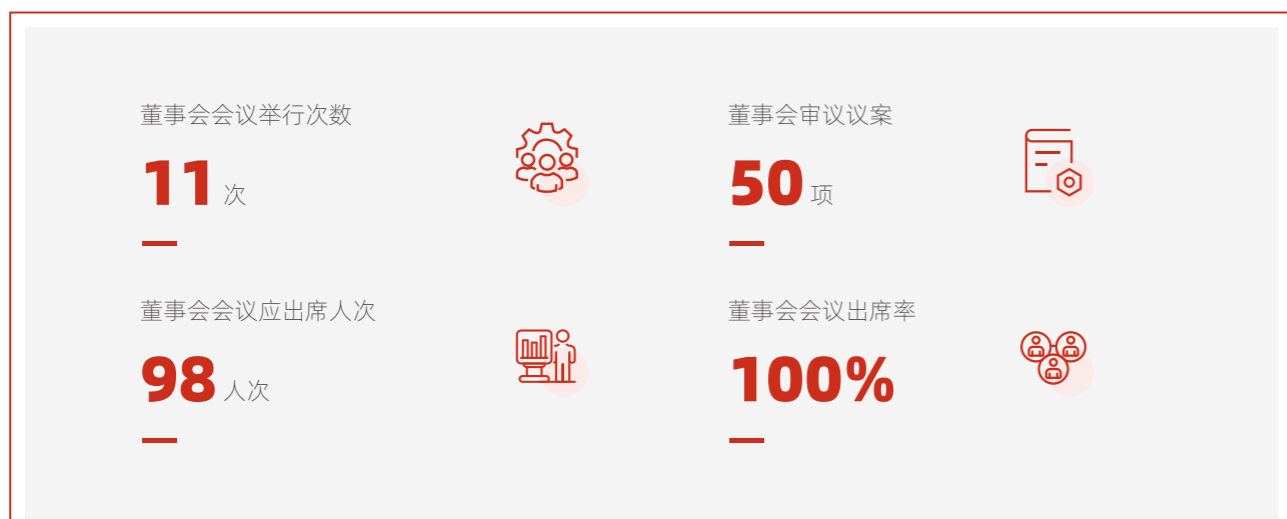 董事会会议举行次数
11 次
董事会审议议案
50 项
董事会会议应出席人次
98 人次
董事会会议出席率
100%